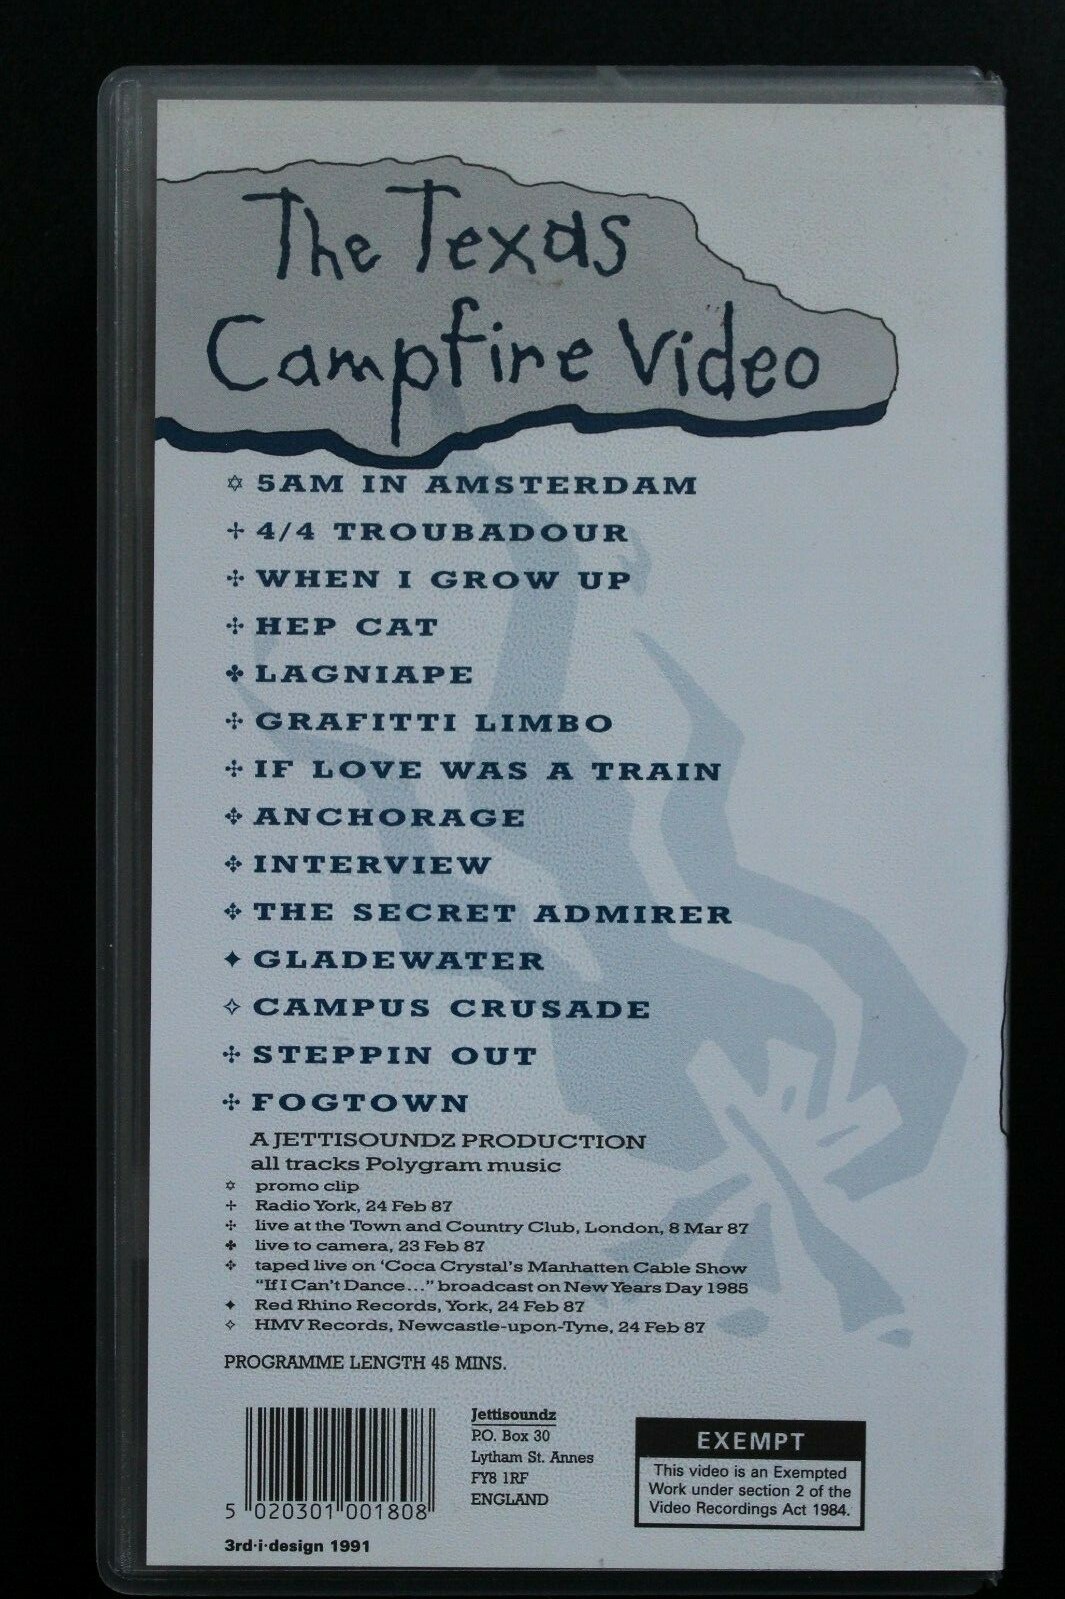 The Texas
Campfire Video
✡ 5AM IN AMSTERDAM
✢ 4/4 TROUBADOUR
✣ WHEN I GROW UP
✣ HEP CAT
✤ LAGNIAPE
✣ GRAFITTI LIMBO
✣ IF LOVE WAS A TRAIN
✥ ANCHORAGE
✥ INTERVIEW
✥ THE SECRET ADMIRER
✦ GLADEWATER
✧ CAMPUS CRUSADE
✣ STEPPIN OUT
✣ FOGTOWN
A JETTISOUNDZ PRODUCTION
all tracks Polygram music
✡ promo clip
✢ Radio York, 24 Feb 87
✣ live at the Town and Country Club, London, 8 Mar 87
✤ live to camera, 23 Feb 87
✥ taped live on 'Coca Crystal's Manhatten Cable Show
"If I Can't Dance..." broadcast on New Years Day 1985
✦ Red Rhino Records, York, 24 Feb 87
✧ HMV Records, Newcastle-upon-Tyne, 24 Feb 87
PROGRAMME LENGTH 45 MINS.
5 020301 001808
3rd·i·design 1991
Jettisoundz
P.O. Box 30
Lytham St. Annes
FY8 1RF
ENGLAND
EXEMPT
This video is an Exempted
Work under section 2 of the
Video Recordings Act 1984.